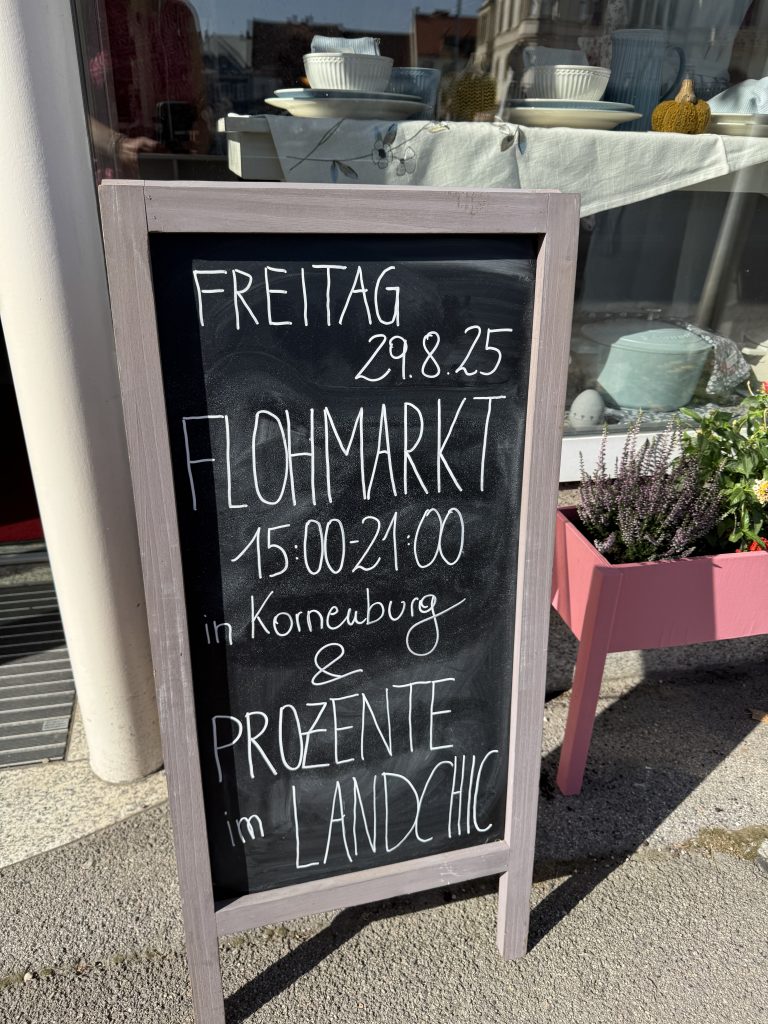 FREITAG
29.8.25
FLOHMARKT
15:00-21:00
in Korneuburg
&
PROZENTE
im LANDCHIC